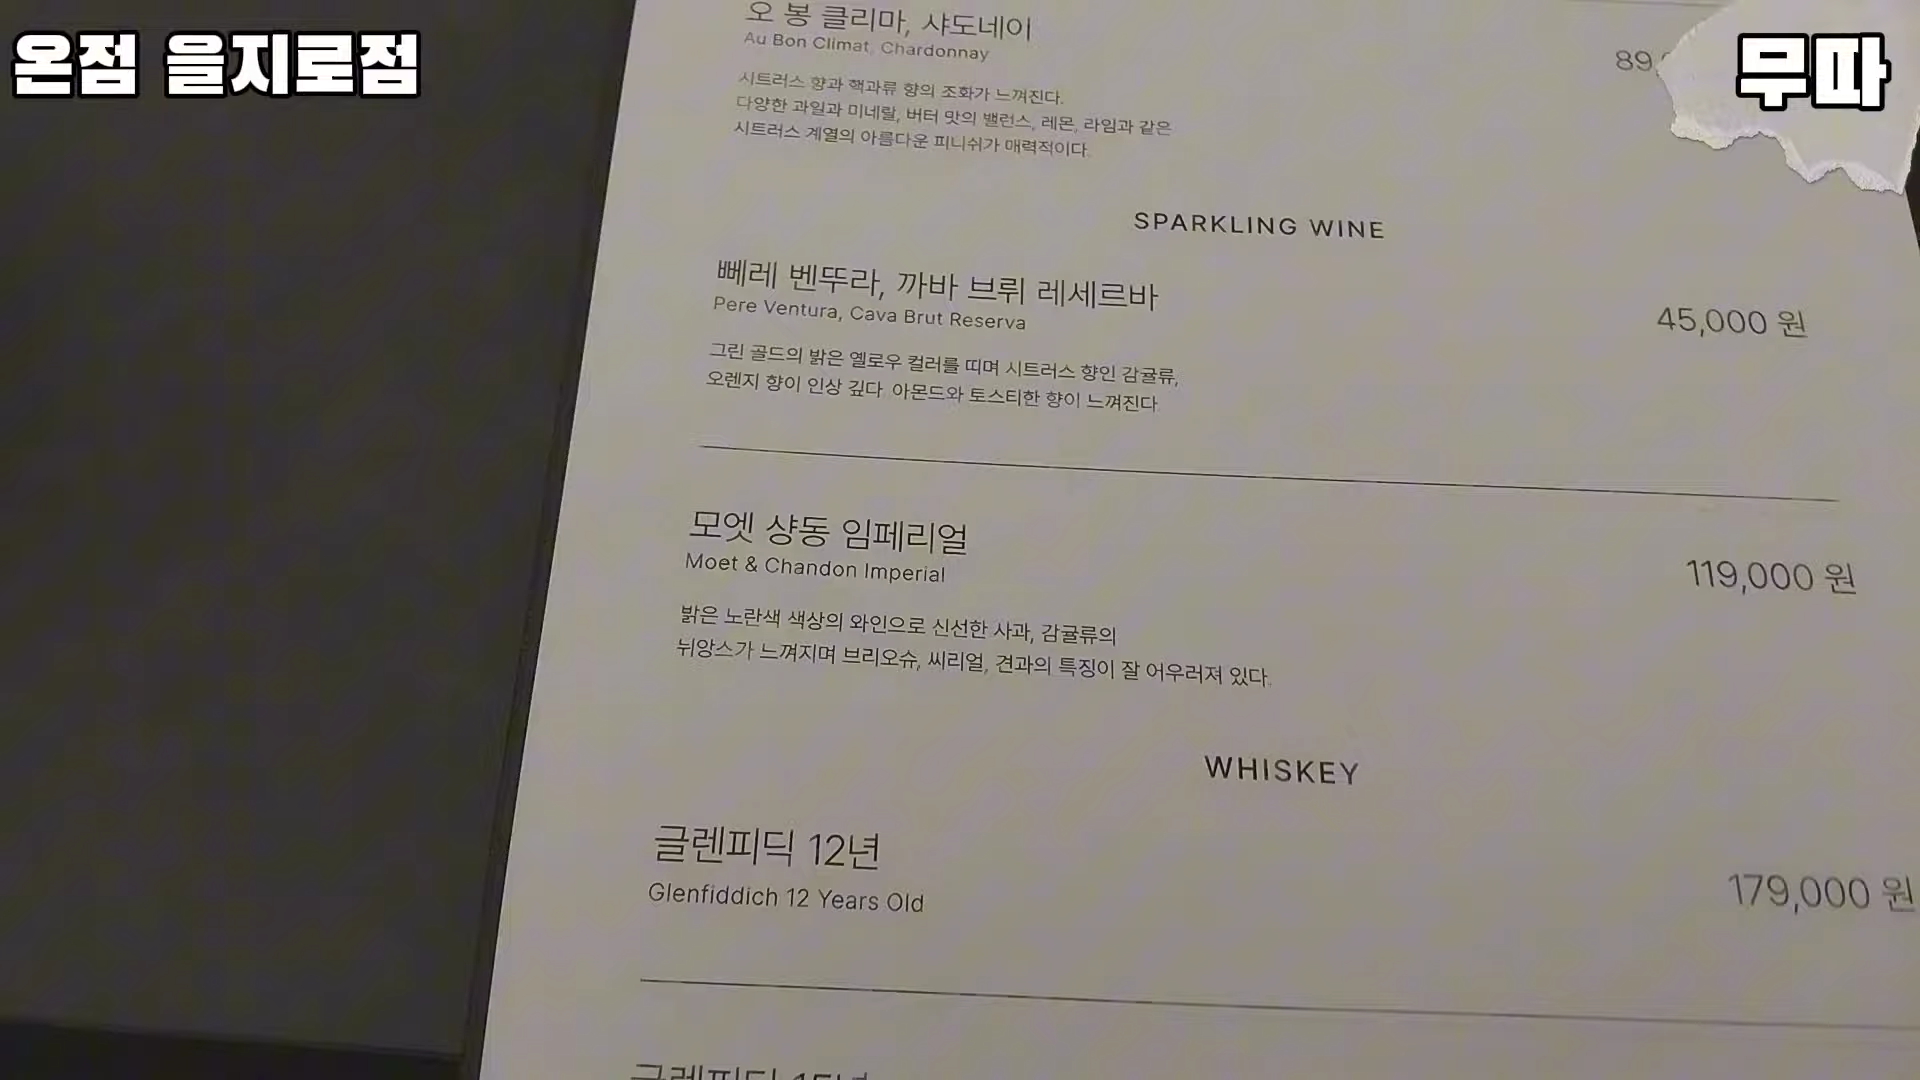 온점 을지로점
무따
오 봉 클리마, 샤도네이
Au Bon Climat, Chardonnay
89,
시트러스 향과 핵과류 향의 조화가 느껴진다.
다양한 과일과 미네랄, 버터 맛의 밸런스, 레몬, 라임과 같은
시트러스 계열의 아름다운 피니쉬가 매력적이다.
SPARKLING WINE
뻬레 벤뚜라, 까바 브뤼 레세르바
Pere Ventura, Cava Brut Reserva
45,000 원
그린 골드의 밝은 옐로우 컬러를 띠며 시트러스 향인 감귤류,
오렌지 향이 인상 깊다. 아몬드와 토스티한 향이 느껴진다.
모엣 샹동 임페리얼
Moet & Chandon Imperial
119,000 원
밝은 노란색 색상의 와인으로 신선한 사과, 감귤류의
뉘앙스가 느껴지며 브리오슈, 씨리얼, 견과의 특징이 잘 어우러져 있다.
WHISKEY
글렌피딕 12년
Glenfiddich 12 Years Old
179,000 원
글렌피딕 15년